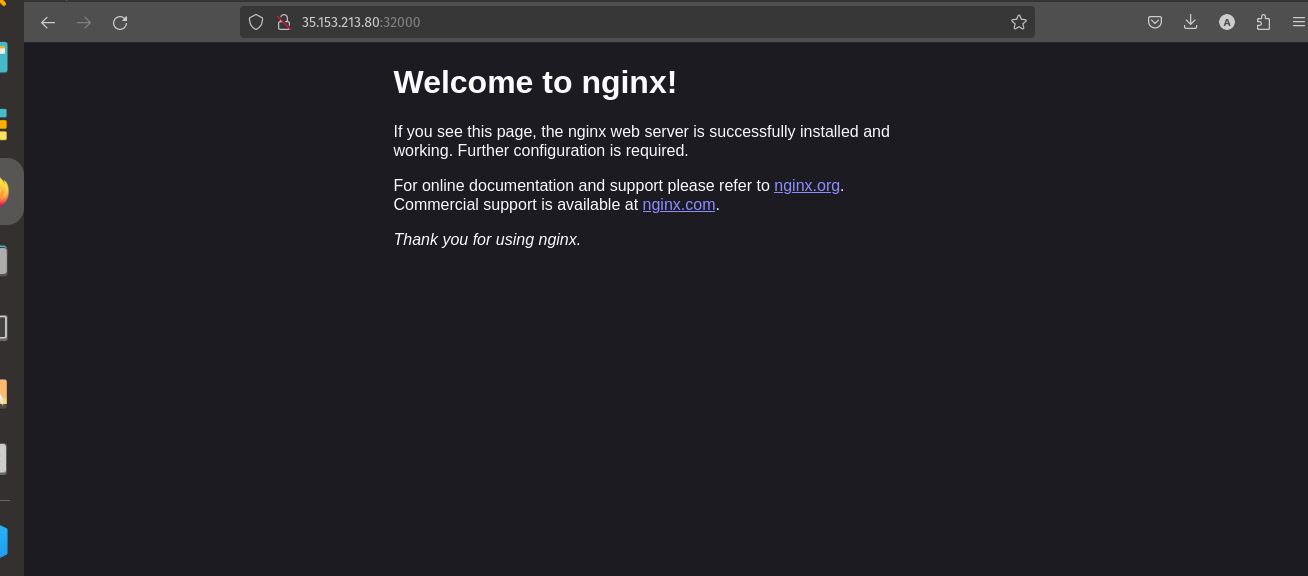 35.153.213.80:32000
A
Welcome to nginx!
If you see this page, the nginx web server is successfully installed and
working. Further configuration is required.
For online documentation and support please refer to nginx.org.
Commercial support is available at nginx.com.
Thank you for using nginx.